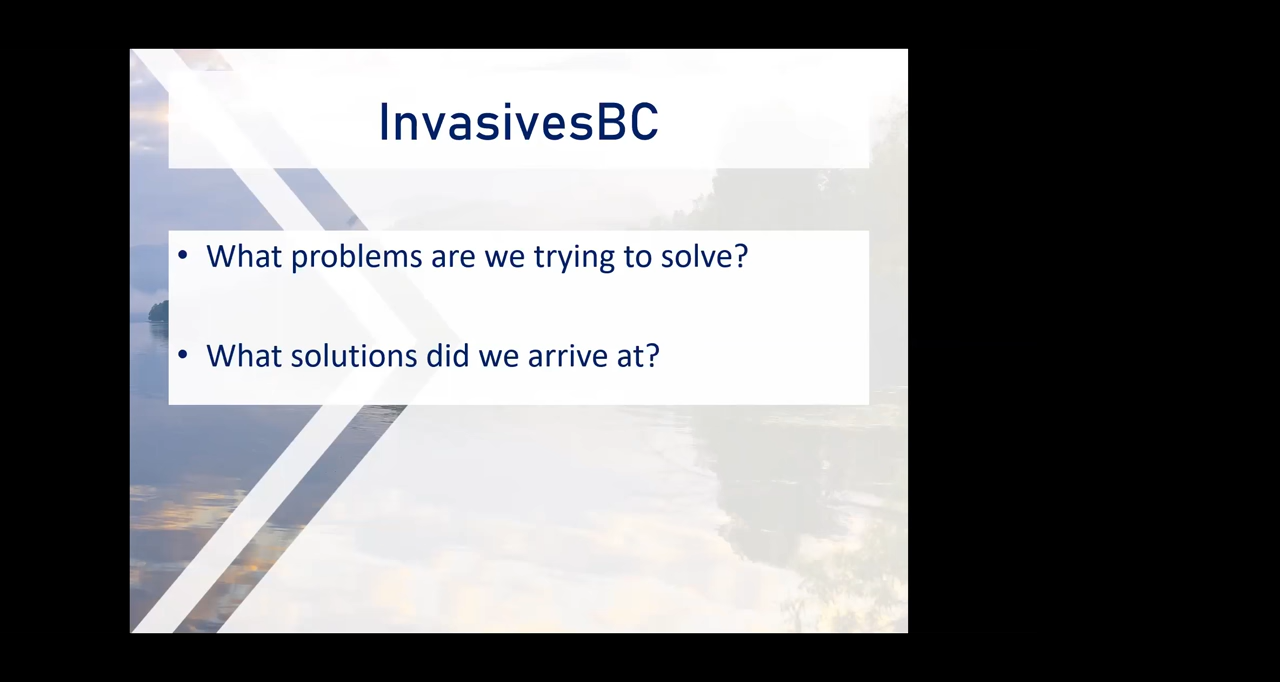 InvasivesBC
• What problems are we trying to solve?
• What solutions did we arrive at?